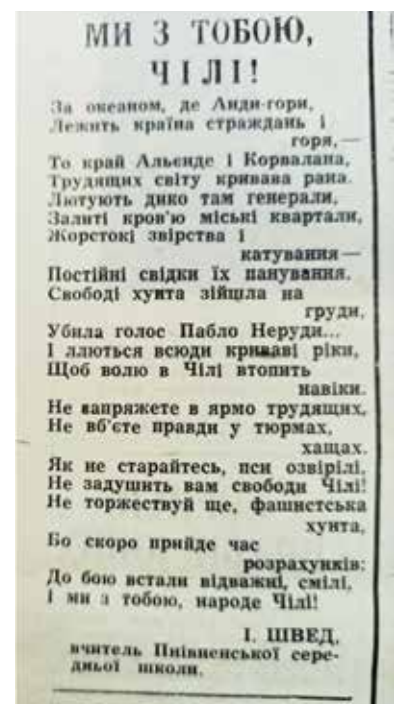 МИ З ТОБОЮ,
ЧІЛІ!
За океаном, де Анди-гори,
Лежить країна страждань і
горя,—
То край Альєнде і Корвалана,
Трудящих світу кривава рана.
Лютують дико там генерали,
Залиті кров'ю міські квартали,
Жорстокі звірства і
катування—
Постійні свідки їх панування.
Свободі хунта зійшла на
груди,
Убила голос Пабло Неруди...
І ллються всюди криваві ріки,
Щоб волю в Чілі втопить
навіки.
Не запряжете в ярмо трудящих,
Не вб'єте правди у тюрмах,
хащах.
Як не старайтесь, пси озвірілі,
Не задушить вам свободи Чілі!
Не торжествуй ще, фашистська
хунта,
Бо скоро прийде час
розрахунків:
До бою встали відважні, смілі,
І ми з тобою, народе Чілі!
І. ШВЕД,
вчитель Пнівненської сере-
дньої школи.